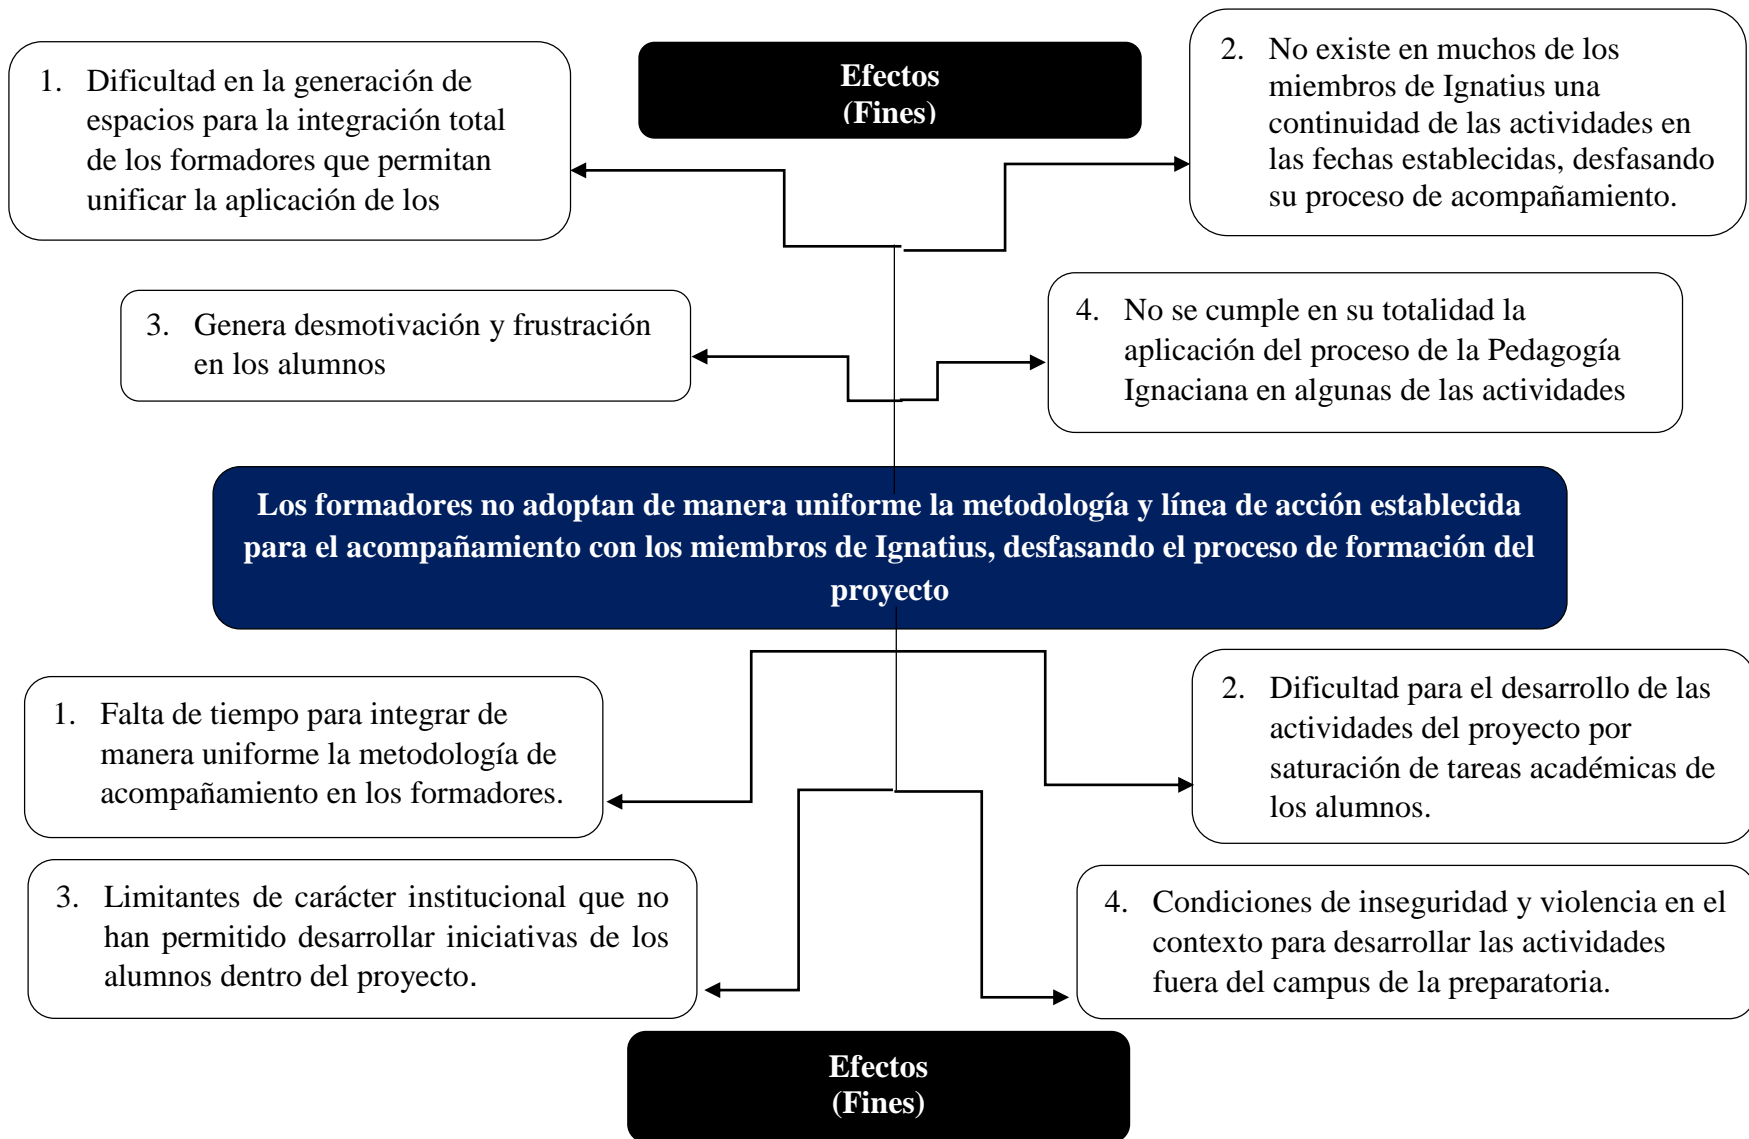 Efectos
(Fines)
1. Dificultad en la generación de
espacios para la integración total
de los formadores que permitan
unificar la aplicación de los
2. No existe en muchos de los
miembros de Ignatius una
continuidad de las actividades en
las fechas establecidas, desfasando
su proceso de acompañamiento.
3. Genera desmotivación y frustración
en los alumnos
4. No se cumple en su totalidad la
aplicación del proceso de la Pedagogía
Ignaciana en algunas de las actividades
Los formadores no adoptan de manera uniforme la metodología y línea de acción establecida
para el acompañamiento con los miembros de Ignatius, desfasando el proceso de formación del
proyecto
1. Falta de tiempo para integrar de
manera uniforme la metodología de
acompañamiento en los formadores.
2. Dificultad para el desarrollo de las
actividades del proyecto por
saturación de tareas académicas de
los alumnos.
3. Limitantes de carácter institucional que no
han permitido desarrollar iniciativas de los
alumnos dentro del proyecto.
4. Condiciones de inseguridad y violencia en el
contexto para desarrollar las actividades
fuera del campus de la preparatoria.
Efectos
(Fines)